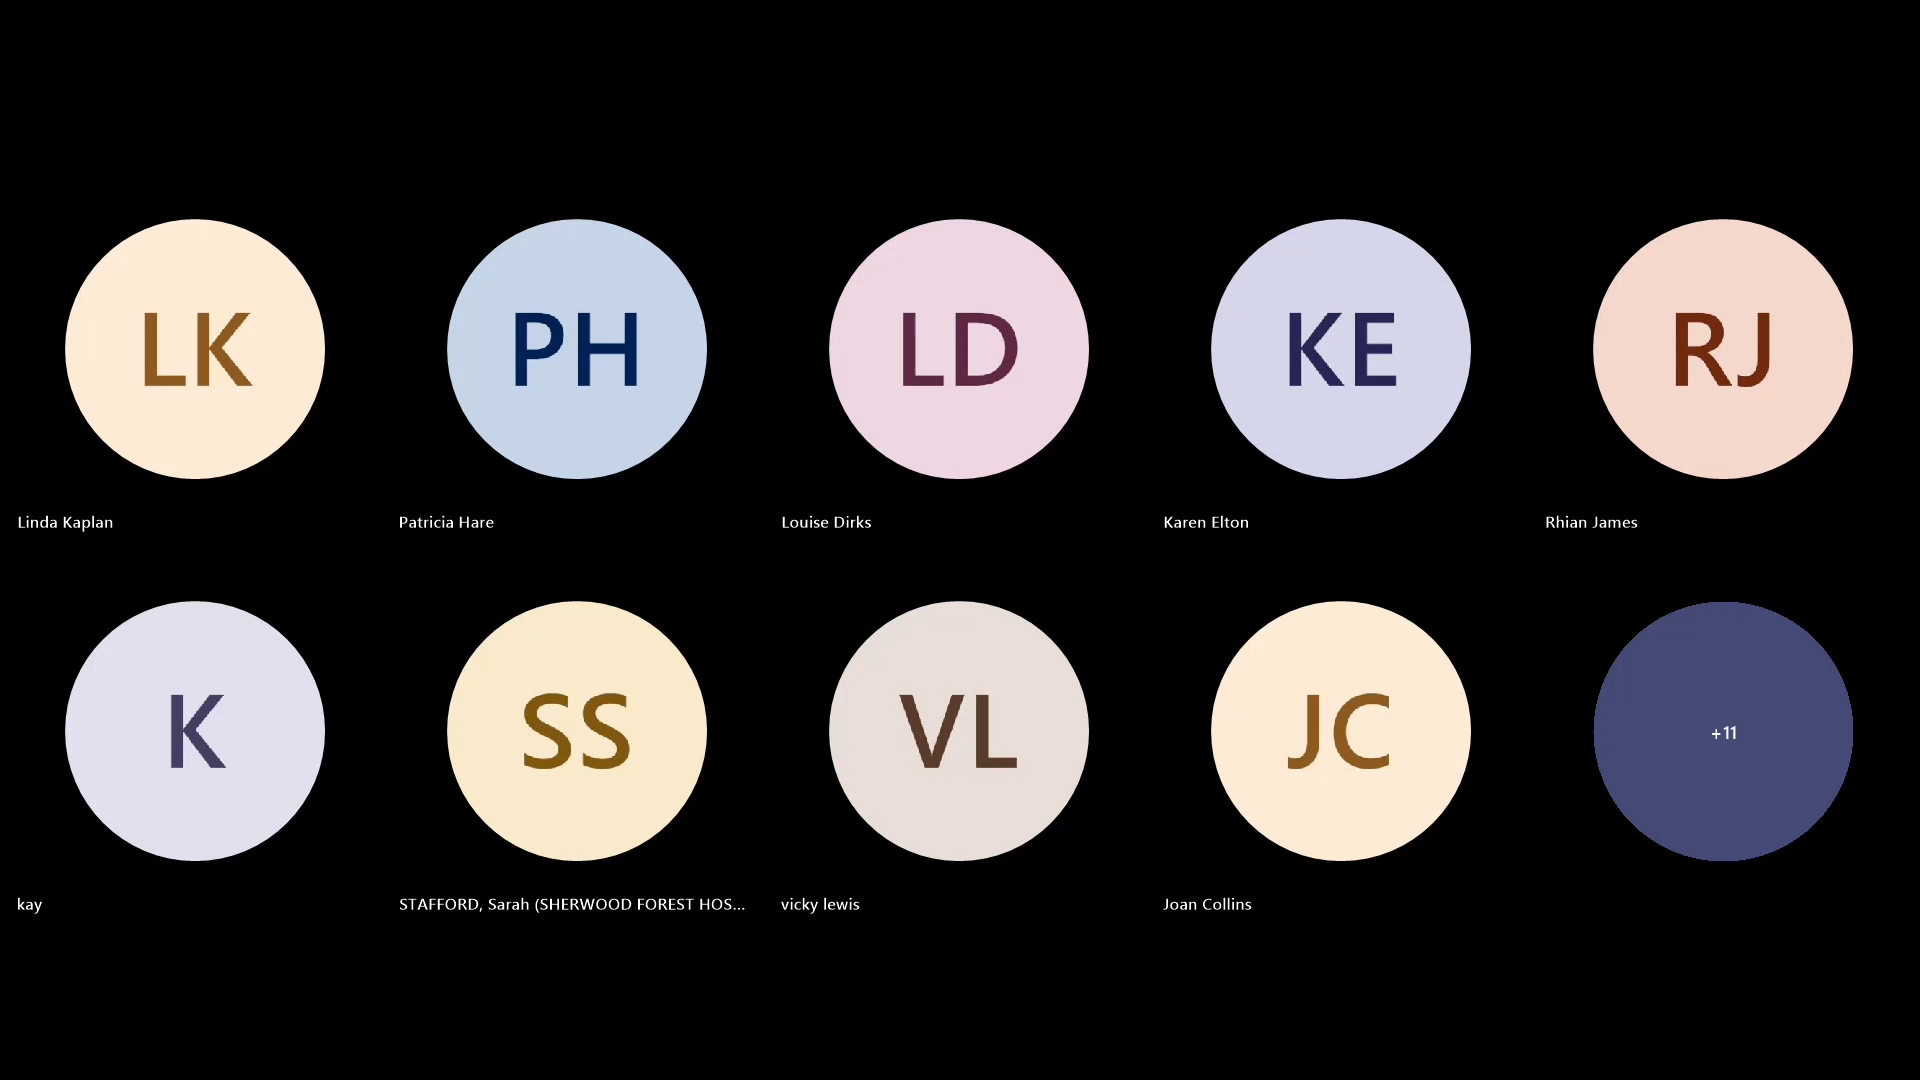 LK
PH
LD
KE
RJ
Linda Kaplan
Patricia Hare
Louise Dirks
Karen Elton
Rhian James
K
SS
VL
JC
+11
kay
STAFFORD, Sarah (SHERWOOD FOREST HOS...
vicky lewis
Joan Collins